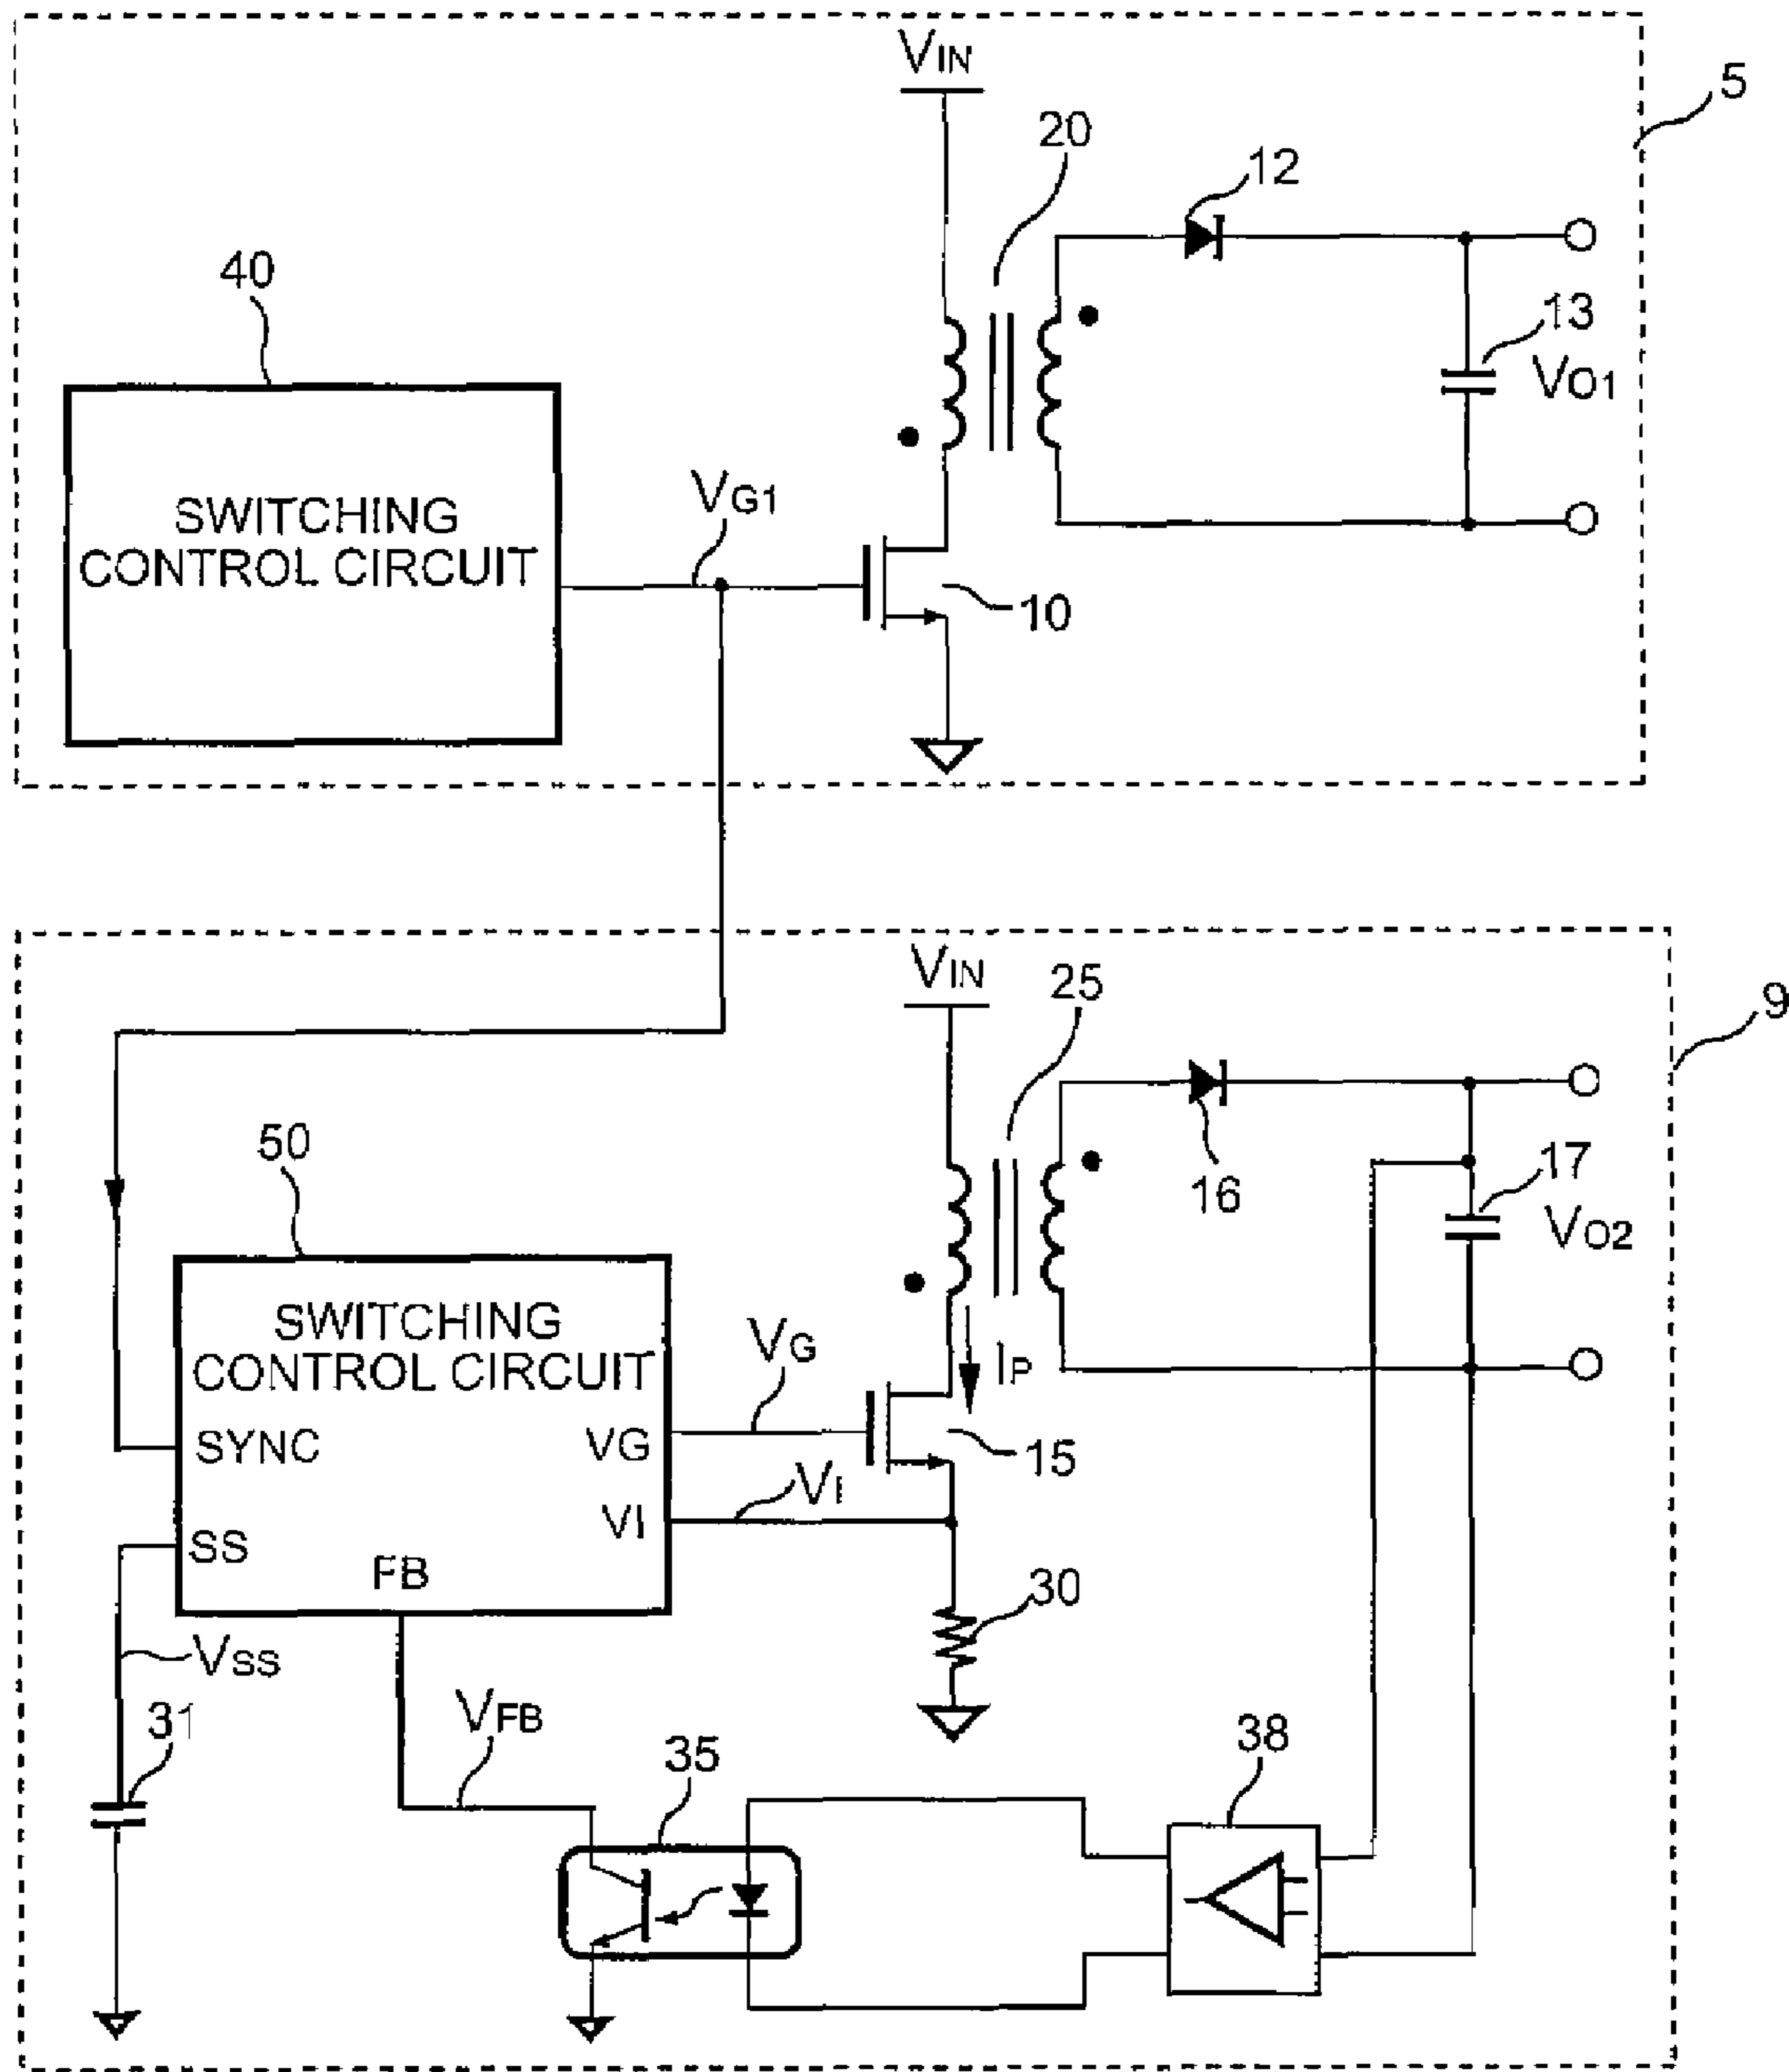 VIN
5
20
12
40
13
VO1
SWITCHING
CONTROL CIRCUIT
VG1
10
VIN
25
9
50
16
17
VO2
SWITCHING
CONTROL CIRCUIT
VG
IP
SYNC
VG
15
VI
SS
VI
FB
30
VSS
31
VFB
35
38